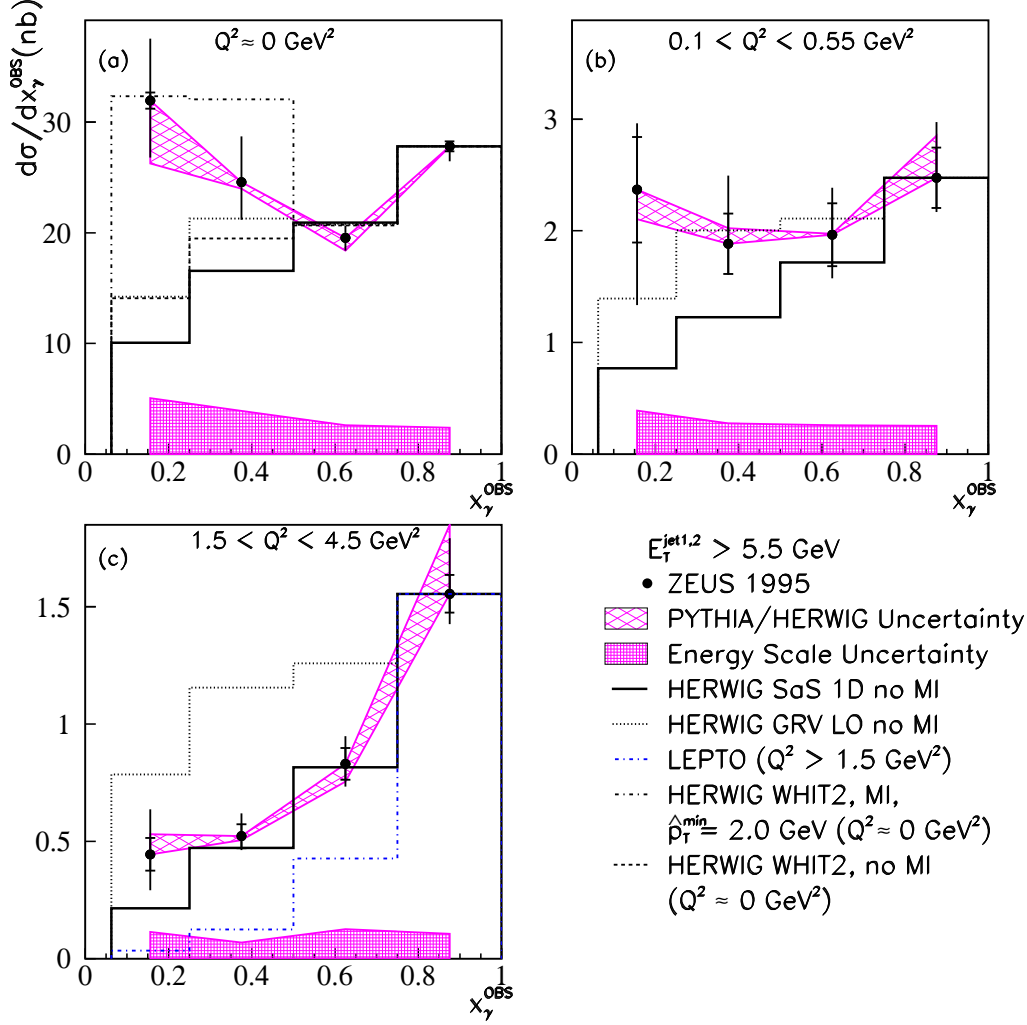 dσ/dxγ^OBS (nb)
(a) Q² ≈ 0 GeV²
30
20
10
0
0 0.2 0.4 0.6 0.8 1
xγ^OBS
(b) 0.1 < Q² < 0.55 GeV²
3
2
1
0
0 0.2 0.4 0.6 0.8 1
xγ^OBS
(c) 1.5 < Q² < 4.5 GeV²
1.5
1
0.5
0
0 0.2 0.4 0.6 0.8 1
xγ^OBS
E_T^jet1,2 > 5.5 GeV
ZEUS 1995
PYTHIA/HERWIG Uncertainty
Energy Scale Uncertainty
HERWIG SaS 1D no MI
HERWIG GRV LO no MI
LEPTO (Q² > 1.5 GeV²)
HERWIG WHIT2, MI,
p̂_T^min = 2.0 GeV (Q² ≈ 0 GeV²)
HERWIG WHIT2, no MI
(Q² ≈ 0 GeV²)